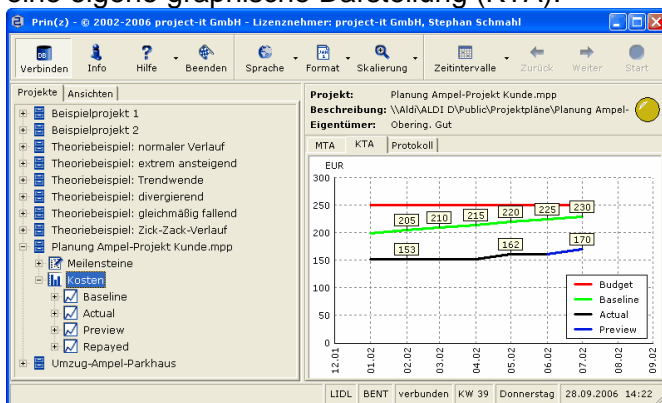 eine eigene graphische Darstellung (KTA).
Prin(z) - © 2002-2006 project-it GmbH - Lizenznehmer: project-it GmbH, Stephan Schmahl
Verbinden Info Hilfe Beenden Sprache Format Skalierung Zeitintervalle Zurück Weiter Start
Projekte Ansichten
Beispielprojekt 1
Beispielprojekt 2
Theoriebeispiel: normaler Verlauf
Theoriebeispiel: extrem ansteigend
Theoriebeispiel: Trendwende
Theoriebeispiel: divergierend
Theoriebeispiel: gleichmäßig fallend
Theoriebeispiel: Zick-Zack-Verlauf
Planung Ampel-Projekt Kunde.mpp
Meilensteine
Kosten
Baseline
Actual
Preview
Repayed
Umzug-Ampel-Parkhaus
Projekt: Planung Ampel-Projekt Kunde.mpp
Beschreibung: \\Aldi\ALDI D\Public\Projektpläne\Planung Ampel-
Eigentümer: Obering. Gut
MTA KTA Protokoll
EUR
300
250
200
150
100
50
0
205 210 215 220 225 230
153 162 170
Budget
Baseline
Actual
Preview
12.01 01.02 02.02 03.02 04.02 05.02 06.02 07.02 08.02 09.02
LIDL BENT verbunden KW 39 Donnerstag 28.09.2006 14:22